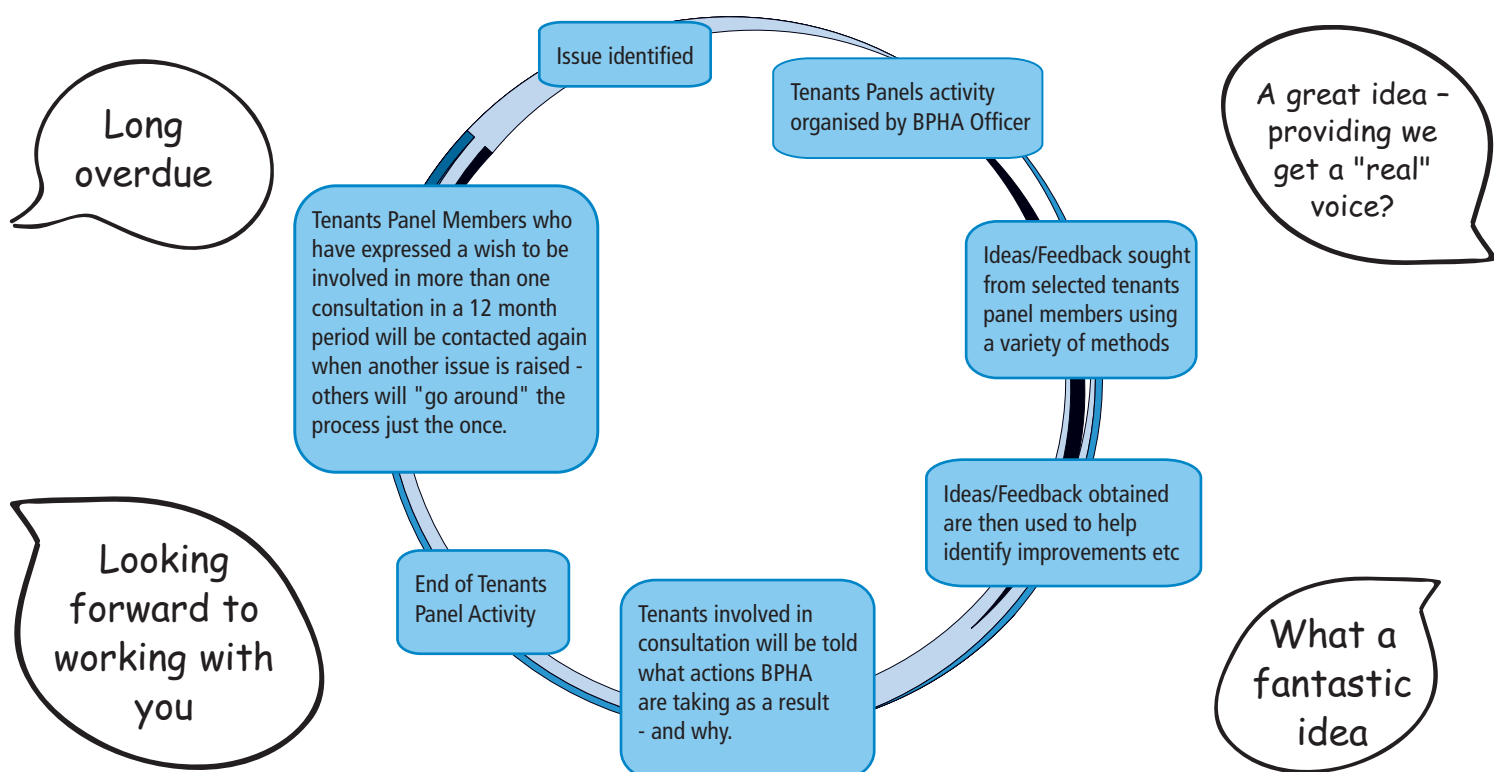 Issue identified
Tenants Panels activity
organised by BPHA Officer
Ideas/Feedback sought
from selected tenants
panel members using
a variety of methods
Ideas/Feedback obtained
are then used to help
identify improvements etc
Tenants involved in
consultation will be told
what actions BPHA
are taking as a result
- and why.
End of Tenants
Panel Activity
Tenants Panel Members who
have expressed a wish to be
involved in more than one
consultation in a 12 month
period will be contacted again
when another issue is raised -
others will "go around" the
process just the once.
Long
overdue
A great idea –
providing we
get a "real"
voice?
Looking
forward to
working with
you
What a
fantastic
idea